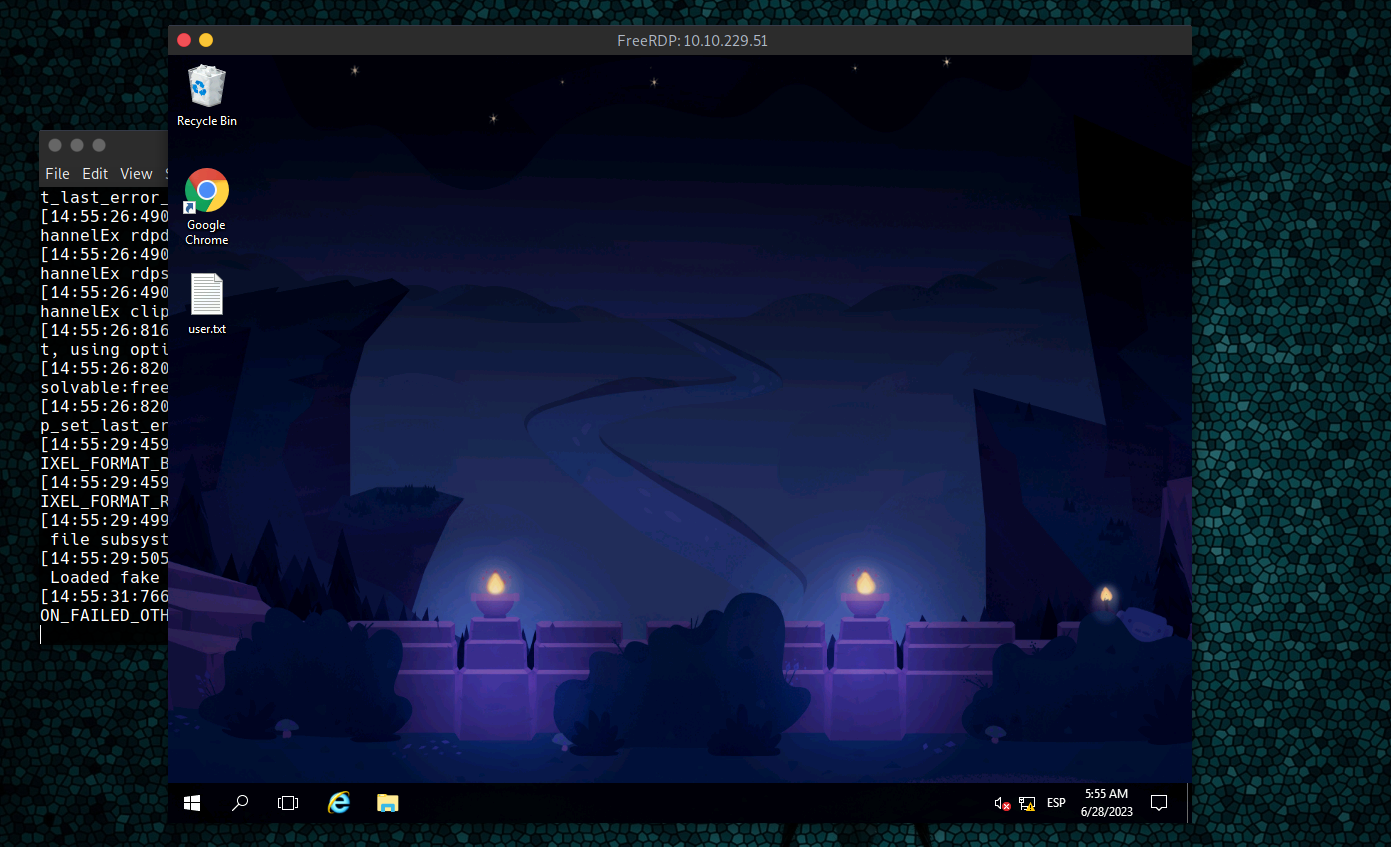 FreeRDP: 10.10.229.51
Recycle Bin
Google
Chrome
user.txt
File Edit View
t_last_error_
[14:55:26:490
hannelEx rdpd
[14:55:26:490
hannelEx rdps
[14:55:26:490
hannelEx clip
[14:55:26:816
t, using opti
[14:55:26:820
solvable:free
[14:55:26:820
p_set_last_er
[14:55:29:459
IXEL_FORMAT_B
[14:55:29:459
IXEL_FORMAT_R
[14:55:29:499
file subsyst
[14:55:29:505
Loaded fake
[14:55:31:766
ON_FAILED_OTH
ESP
5:55 AM
6/28/2023